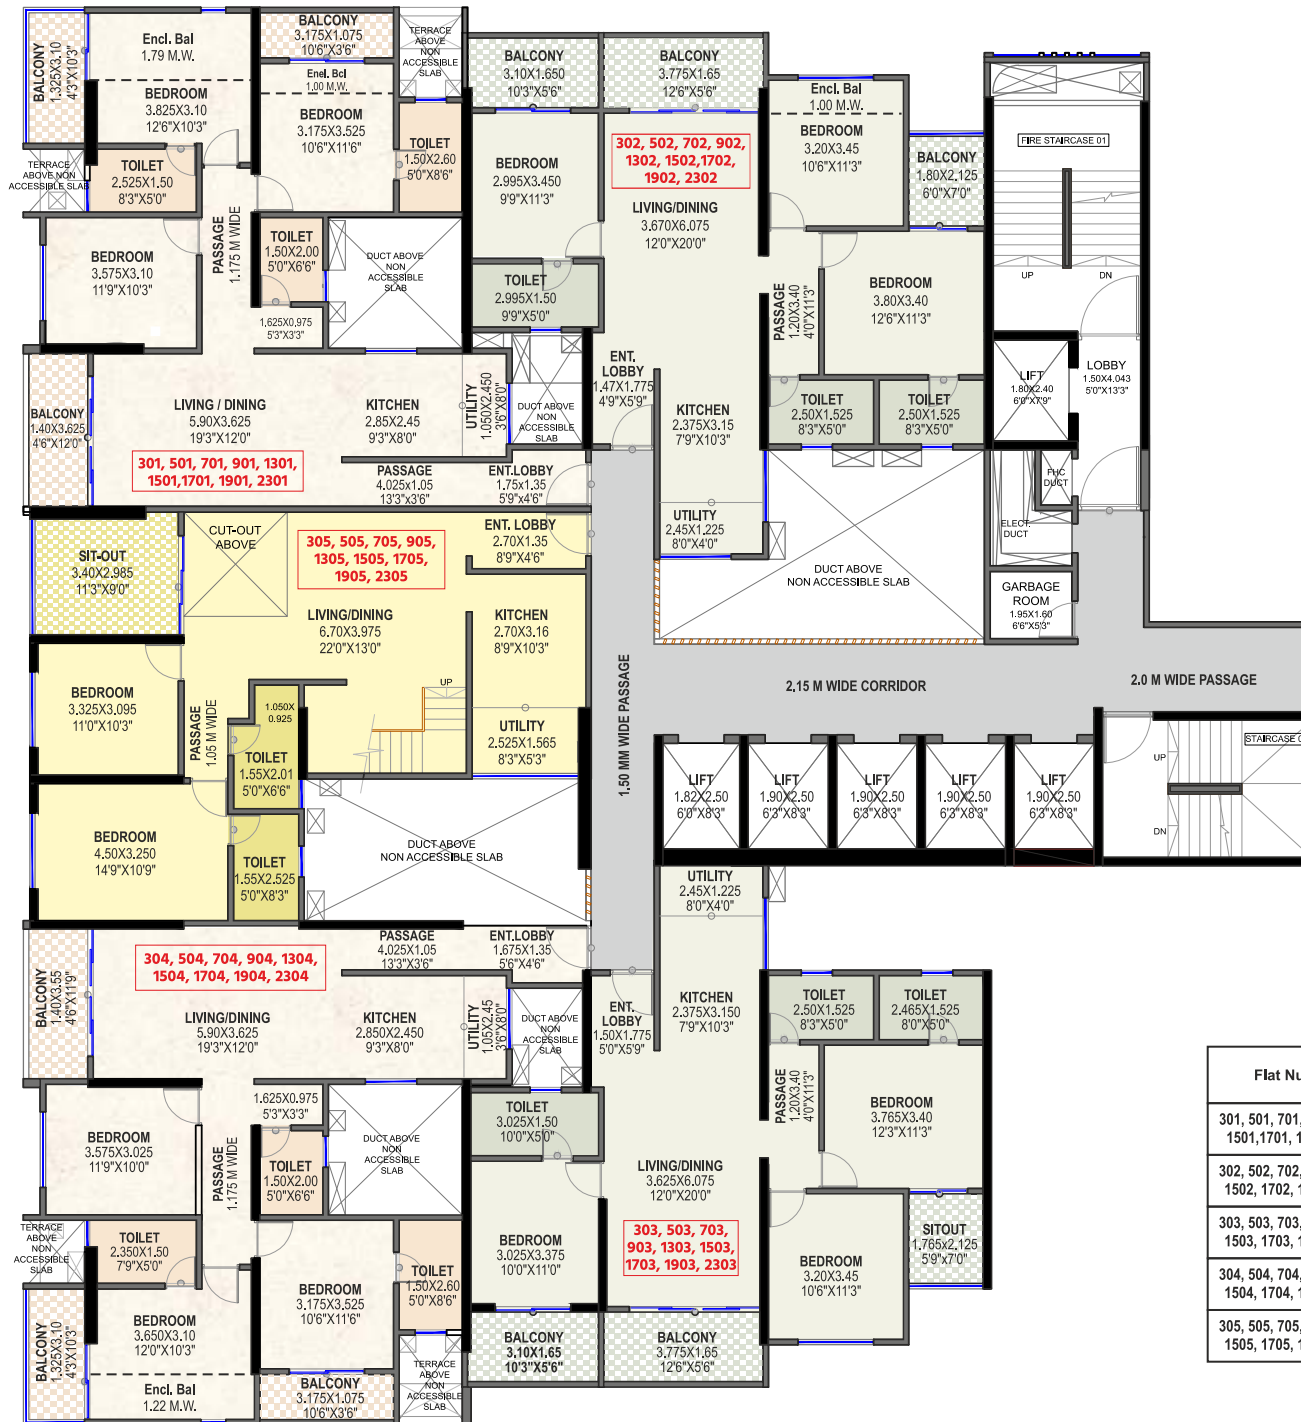 BALCONY
1.325X3.10
4'3"X10'3"
Encl. Bal
1.79 M.W.
BEDROOM
3.825X3.10
12'6"X10'3"
BALCONY
3.175X1.075
10'6"X3'6"
Enel. Bcl
1.00 M.W.
BEDROOM
3.175X3.525
10'6"X11'6"
TERRACE
ABOVE
NON
ACCESSIBLE
SLAB
TOILET
1.50X2.60
5'0"X8'6"
TERRACE
ABOVE NON
ACCESSIBLE SLAB
TOILET
2.525X1.50
8'3"X5'0"
BEDROOM
3.575X3.10
11'9"X10'3"
PASSAGE
1.175 M WIDE
TOILET
1.50X2.00
5'0"X6'6"
1,625X0,975
5'3"X3'3"
DUCT ABOVE
NON
ACCESSIBLE
SLAB
BALCONY
1.40X3.625
4'6"X12'0"
LIVING / DINING
5.90X3.625
19'3"X12'0"
KITCHEN
2.85X2.45
9'3"X8'0"
UTILITY
1.050X2.450
3'6"X8'0"
301, 501, 701, 901, 1301,
1501,1701, 1901, 2301
PASSAGE
4.025x1.05
13'3"x3'6"
ENT.LOBBY
1.75x1.35
5'9"x4'6"
BALCONY
3.10X1.650
10'3"X5'6"
BALCONY
3.775X1.65
12'6"X5'6"
BEDROOM
2.995X3.450
9'9"X11'3"
302, 502, 702, 902,
1302, 1502,1702,
1902, 2302
LIVING/DINING
3.670X6.075
12'0"X20'0"
TOILET
2.995X1.50
9'9"X5'0"
DUCT ABOVE
NON
ACCESSIBLE
SLAB
ENT.
LOBBY
1.47X1.775
4'9"X5'9"
KITCHEN
2.375X3.15
7'9"X10'3"
UTILITY
2.45X1.225
8'0"X4'0"
Encl. Bal
1.00 M.W.
BEDROOM
3.20X3.45
10'6"X11'3"
BALCONY
1.80X2.125
6'0"X7'0"
BEDROOM
3.80X3.40
12'6"X11'3"
PASSAGE
1.20X3.40
4'0"X11'3"
TOILET
2.50X1.525
8'3"X5'0"
TOILET
2.50X1.525
8'3"X5'0"
DUCT ABOVE
NON ACCESSIBLE SLAB
FIRE STAIRCASE 01
UP
DN
LIFT
1.80X2.40
6'0"X7'9"
LOBBY
1.50X4.043
5'0"X13'3"
FHC
DUCT
ELECT.
DUCT
GARBAGE
ROOM
1.95X1.60
6'6"X5'3"
SIT-OUT
3.40X2.985
11'3"X9'0"
CUT-OUT
ABOVE
305, 505, 705, 905,
1305, 1505, 1705,
1905, 2305
ENT. LOBBY
2.70X1.35
8'9"X4'6"
LIVING/DINING
6.70X3.975
22'0"X13'0"
KITCHEN
2.70X3.16
8'9"X10'3"
BEDROOM
3.325X3.095
11'0"X10'3"
PASSAGE
1.05 M WIDE
1.050X
0.925
TOILET
1.55X2.01
5'0"X6'6"
UP
UTILITY
2.525X1.565
8'3"X5'3"
BEDROOM
4.50X3.250
14'9"X10'9"
TOILET
1.55X2.525
5'0"X8'3"
DUCT ABOVE
NON ACCESSIBLE SLAB
1.50 MM WIDE PASSAGE
2.15 M WIDE CORRIDOR
2.0 M WIDE PASSAGE
LIFT
1.82X2.50
6'0"X8'3"
LIFT
1.90X2.50
6'3"X8'3"
LIFT
1.90X2.50
6'3"X8'3"
LIFT
1.90X2.50
6'3"X8'3"
LIFT
1.90X2.50
6'3"X8'3"
STAIRCASE
UP
DN
BALCONY
1.40X3.55
4'6"X11'9"
304, 504, 704, 904, 1304,
1504, 1704, 1904, 2304
PASSAGE
4.025X1.05
13'3"X3'6"
ENT.LOBBY
1.675X1.35
5'6"X4'6"
LIVING/DINING
5.90X3.625
19'3"X12'0"
KITCHEN
2.850X2.450
9'3"X8'0"
UTILITY
1.05X2.45
3'6"X8'0"
DUCT ABOVE
NON
ACCESSIBLE
SLAB
BEDROOM
3.575X3.025
11'9"X10'0"
PASSAGE
1.175 M WIDE
1.625X0.975
5'3"X3'3"
TOILET
1.50X2.00
5'0"X6'6"
DUCT ABOVE
NON
ACCESSIBLE
SLAB
TERRACE
ABOVE
NON
ACCESSIBLE
SLAB
TOILET
2.350X1.50
7'9"X5'0"
BALCONY
1.325X3.10
4'3"X10'3"
BEDROOM
3.650X3.10
12'0"X10'3"
Encl. Bal
1.22 M.W.
BEDROOM
3.175X3.525
10'6"X11'6"
BALCONY
3.175X1.075
10'6"X3'6"
TOILET
1.50X2.60
5'0"X8'6"
TERRACE
ABOVE
NON
ACCESSIBLE
SLAB
UTILITY
2.45X1.225
8'0"X4'0"
ENT.
LOBBY
1.50X1.775
5'0"X5'9"
KITCHEN
2.375X3.150
7'9"X10'3"
TOILET
3.025X1.50
10'0"X5'0"
BEDROOM
3.025X3.375
10'0"X11'0"
LIVING/DINING
3.625X6.075
12'0"X20'0"
303, 503, 703,
903, 1303, 1503,
1703, 1903, 2303
BALCONY
3,10X1.65
10'3"X5'6"
BALCONY
3,775X1.65
12'6"X5'6"
TOILET
2.50X1.525
8'3"X5'0"
TOILET
2.465X1.525
8'0"X5'0"
PASSAGE
1.20X3.40
4'0"X11'3"
BEDROOM
3.765X3.40
12'3"X11'3"
BEDROOM
3.20X3.45
10'6"X11'3"
SITOUT
1.765x2.125
5'9"x7'0"
Flat Nu
301, 501, 701,
1501,1701, 1
302, 502, 702,
1502, 1702, 1
303, 503, 703,
1503, 1703, 1
304, 504, 704,
1504, 1704, 1
305, 505, 705,
1505, 1705, 1